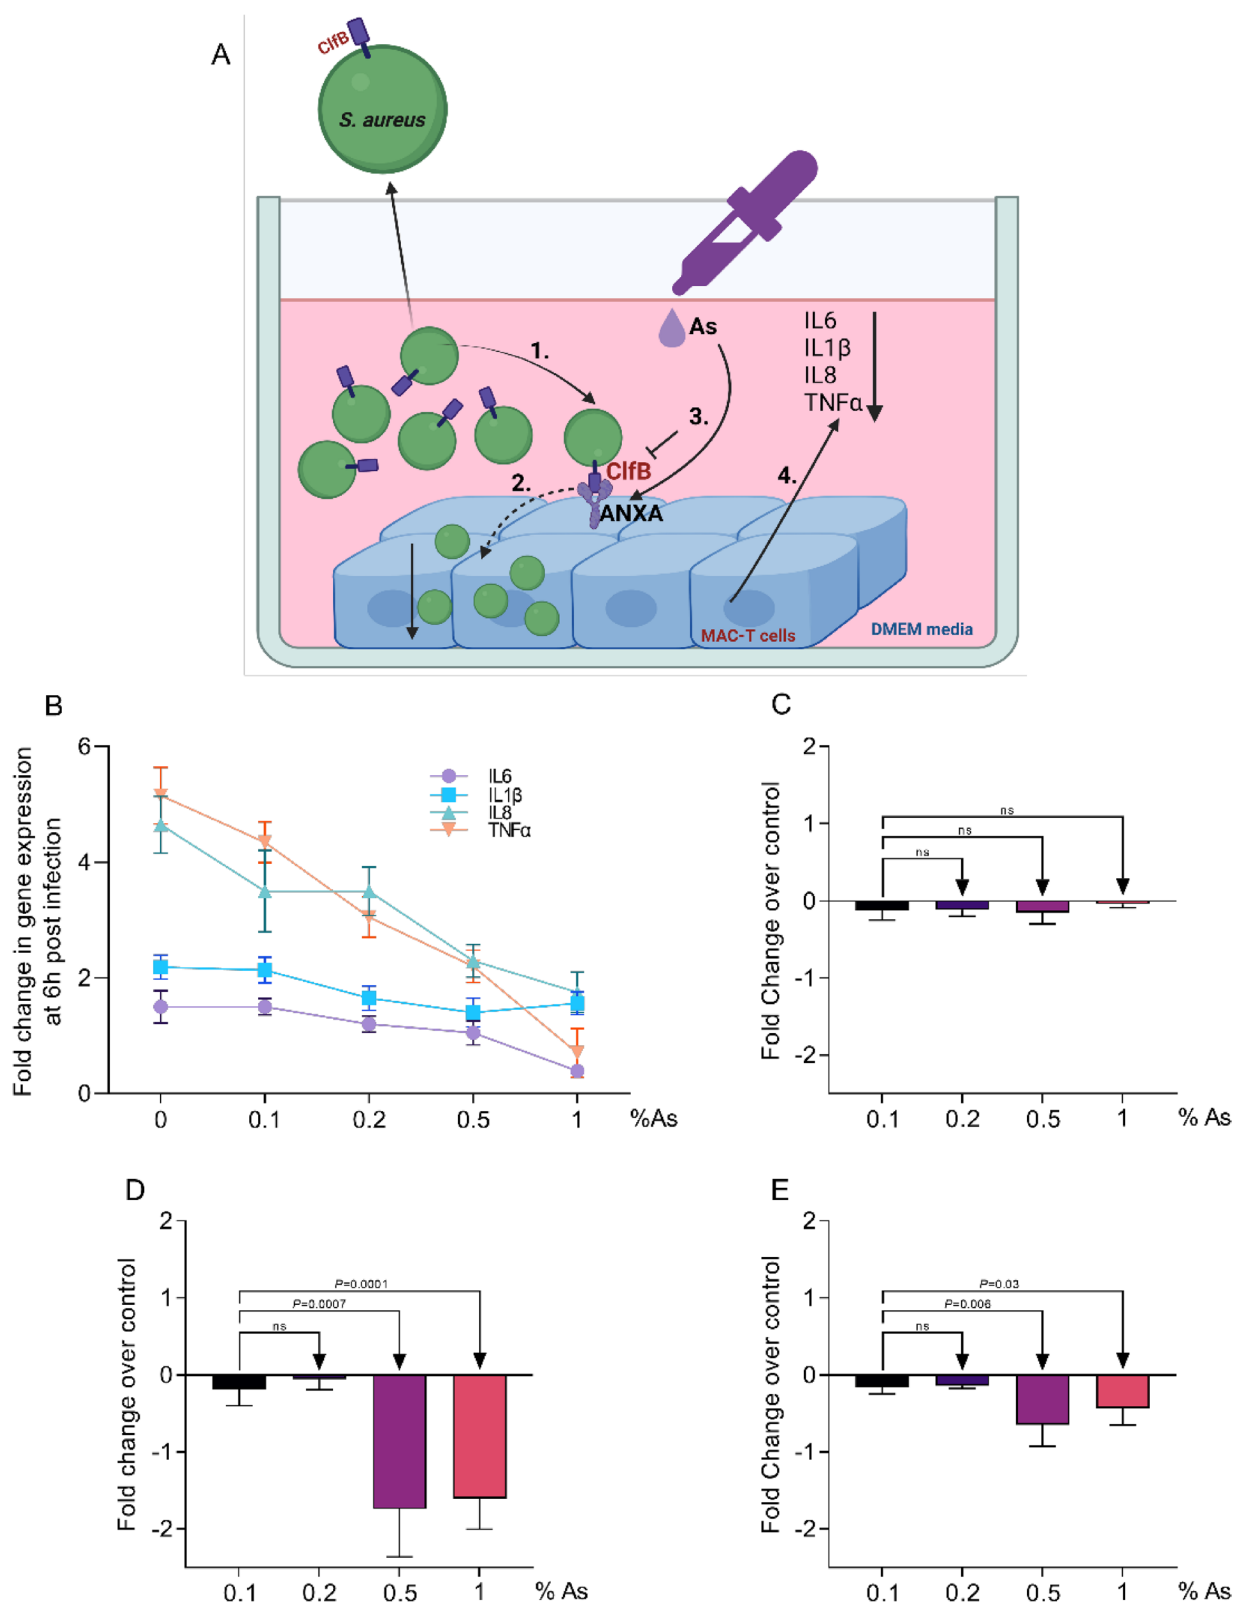 A
ClfB
S. aureus
As
IL6
IL1β
IL8
TNFα
1.
3.
ClfB
2.
4.
ANXA
MAC-T cells
DMEM media
B
Fold change in gene expression
at 6h post infection
6
4
2
0
IL6
IL1β
IL8
TNFα
0 0.1 0.2 0.5 1 %As
C
Fold Change over control
2
1
0
-1
-2
ns
ns
ns
0.1 0.2 0.5 1 % As
D
Fold change over control
2
1
0
-1
-2
P=0.0001
P=0.0007
ns
0.1 0.2 0.5 1 % As
E
Fold Change over control
2
1
0
-1
-2
P=0.03
P=0.006
ns
0.1 0.2 0.5 1 % As